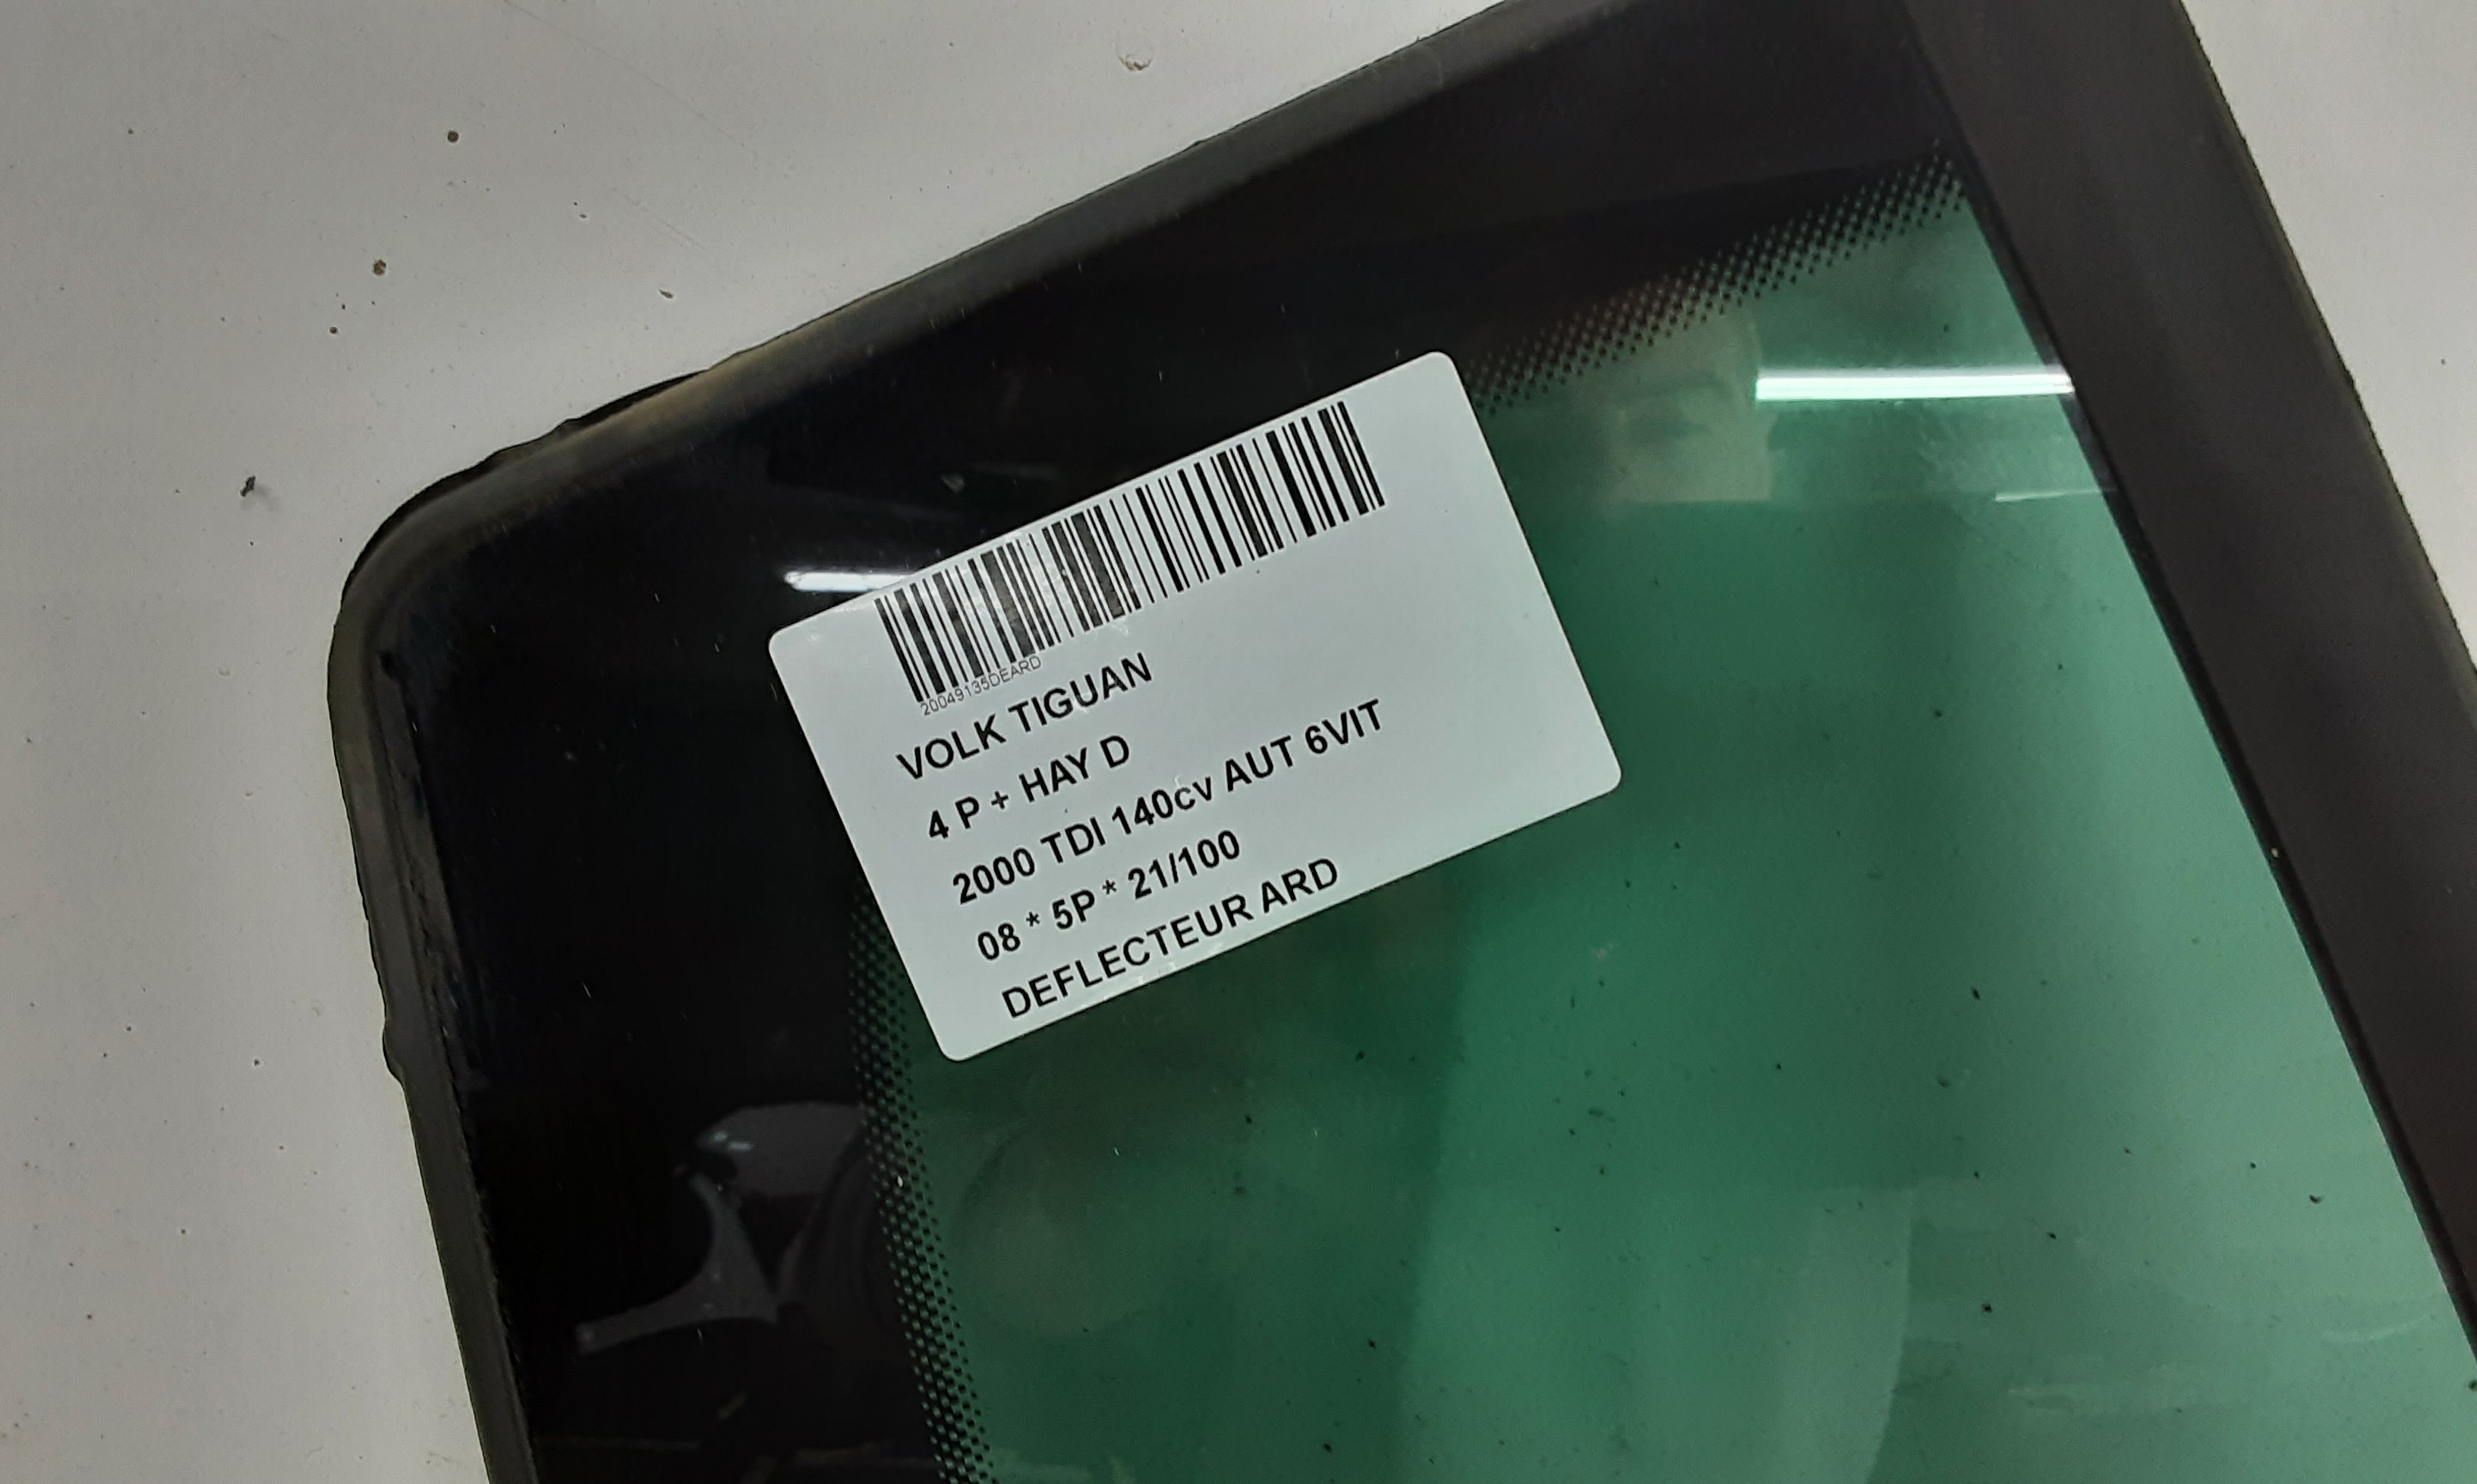 20049135DEARD
VOLK TIGUAN
4 P + HAY D
2000 TDI 140cv AUT 6VIT
08 * 5P * 21/100
DEFLECTEUR ARD